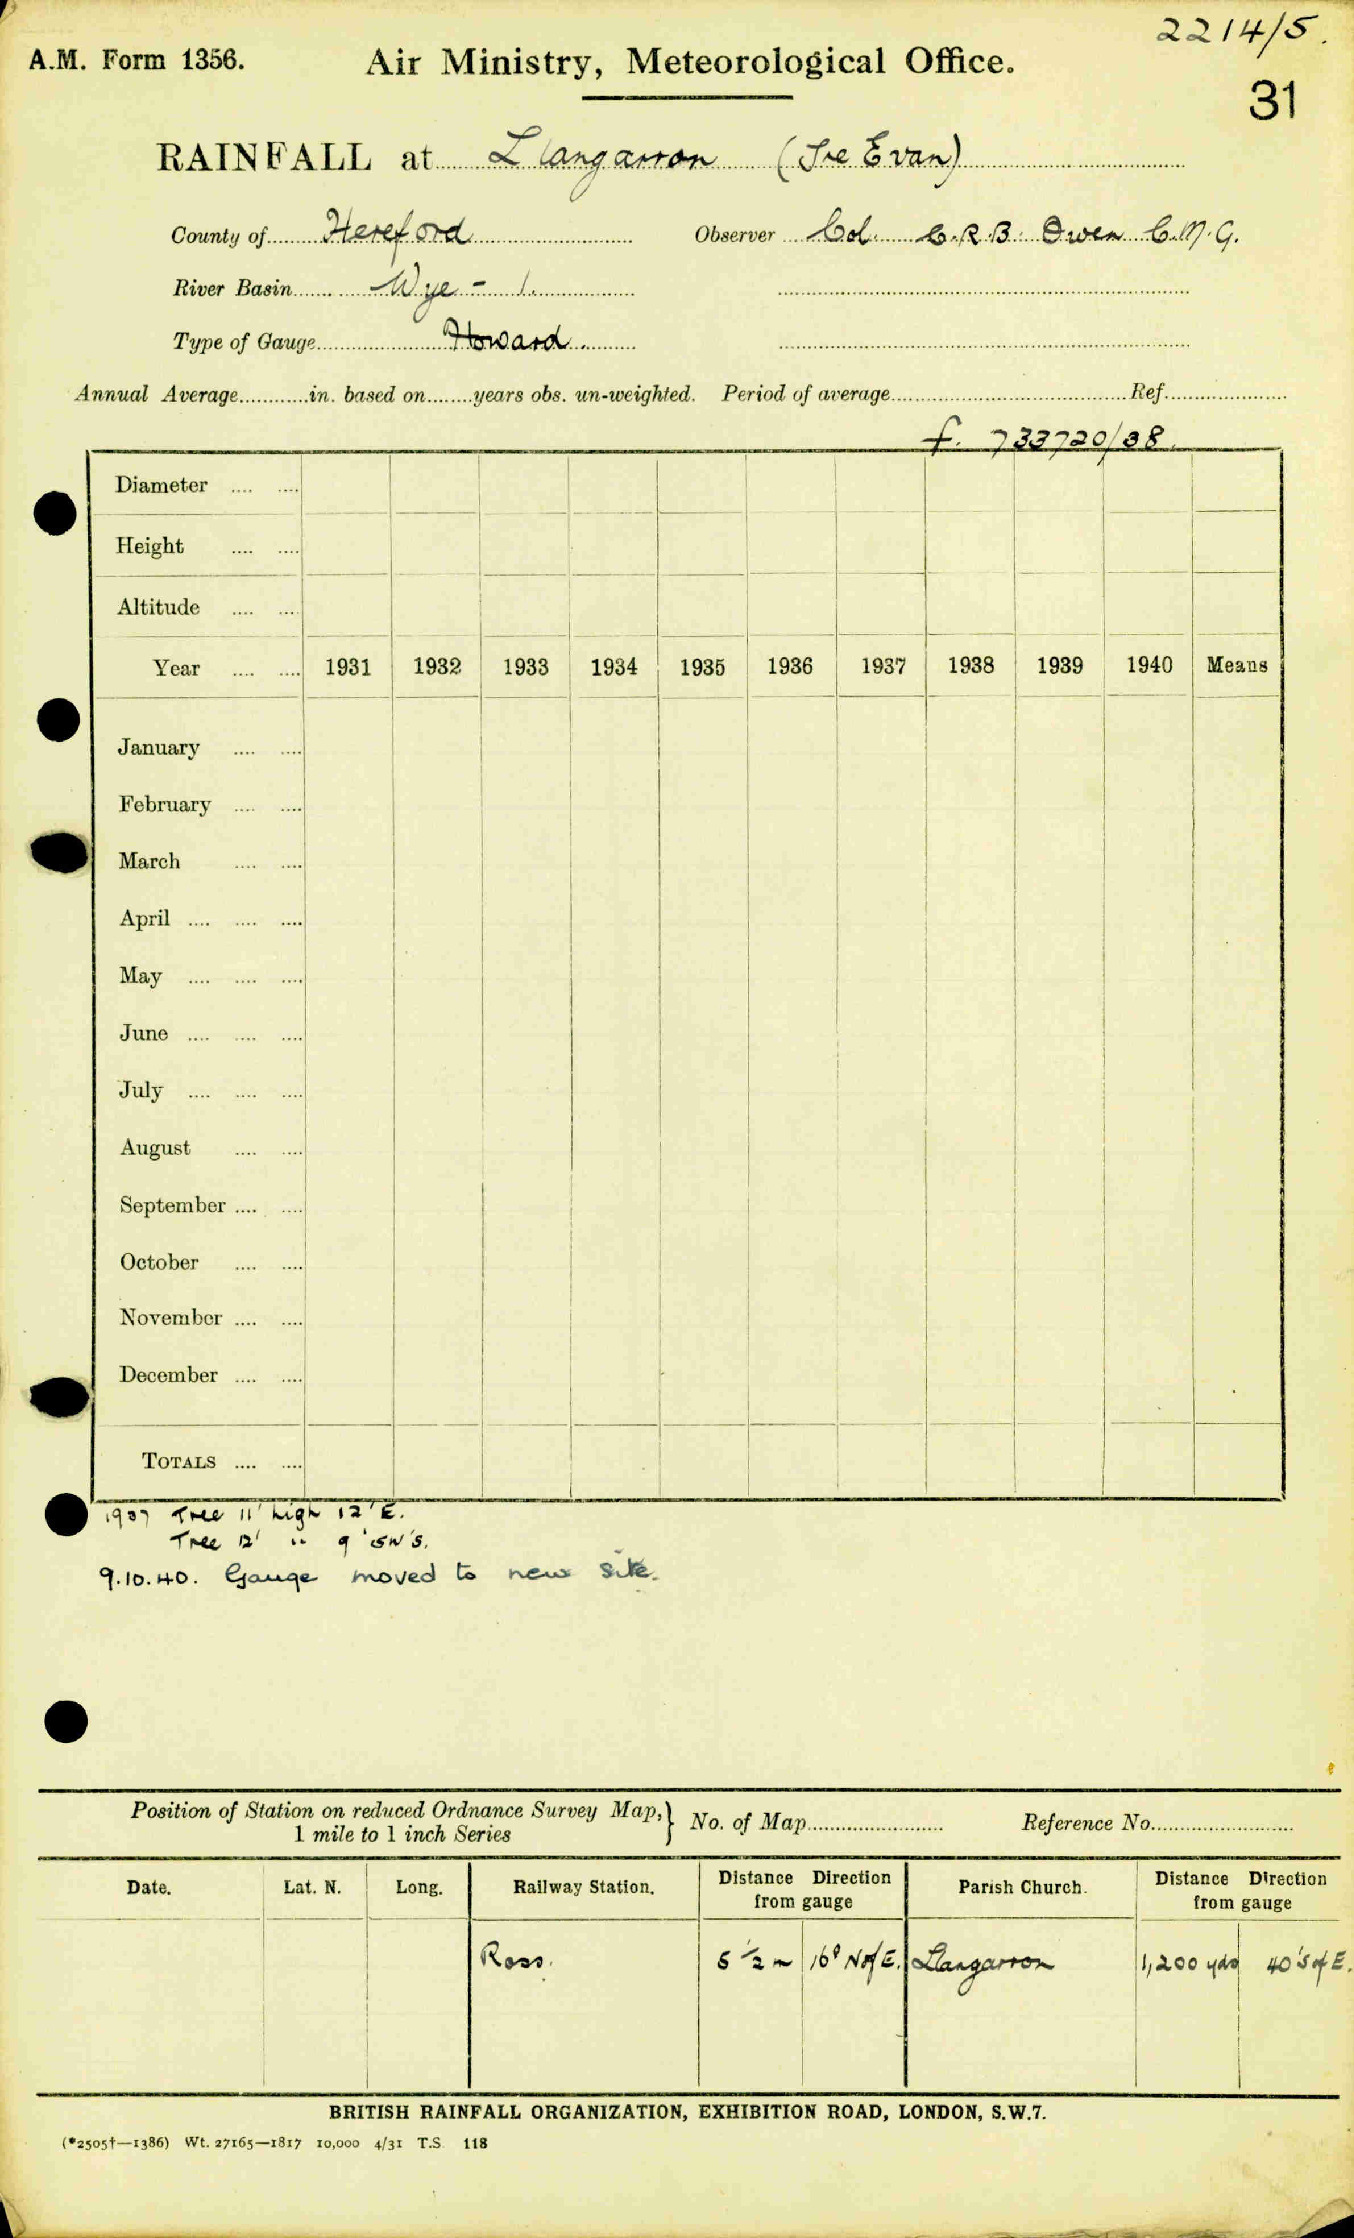 2214/5.
A.M. Form 1356. Air Ministry, Meteorological Office.
31
RAINFALL at Llangarron (Tre Evan)
County of Hereford Observer Col. C.R.B. Owen C.M.G.
River Basin Wye - 1.
Type of Gauge Howard.
Annual Average............in. based on........years obs. un-weighted. Period of average.................... Ref....................
f. 733720/38.
Diameter .... ....
Height .... ....
Altitude .... ....
Year .... .... 1931 1932 1933 1934 1935 1936 1937 1938 1939 1940 Means
January .... ....
February .... ....
March .... ....
April .... .... ....
May .... .... ....
June .... .... ....
July .... .... ....
August .... ....
September .... ....
October .... ....
November .... ....
December .... ....
TOTALS .... ....
1937 Tree 11' high 12' E.
Tree 12' " 9' S.
9.10.40. Gauge moved to new site.
Position of Station on reduced Ordnance Survey Map, } No. of Map........................ Reference No.........................
1 mile to 1 inch Series
Date. Lat. N. Long. Railway Station. Distance Direction from gauge Parish Church. Distance Direction from gauge
Ross. 5 ½ m 16° N of E. Llangarron 1,200 yds 40° S of E.
BRITISH RAINFALL ORGANIZATION, EXHIBITION ROAD, LONDON, S.W.7.
(*2505†—1386) Wt. 27165—1817 10,000 4/31 T.S. 118